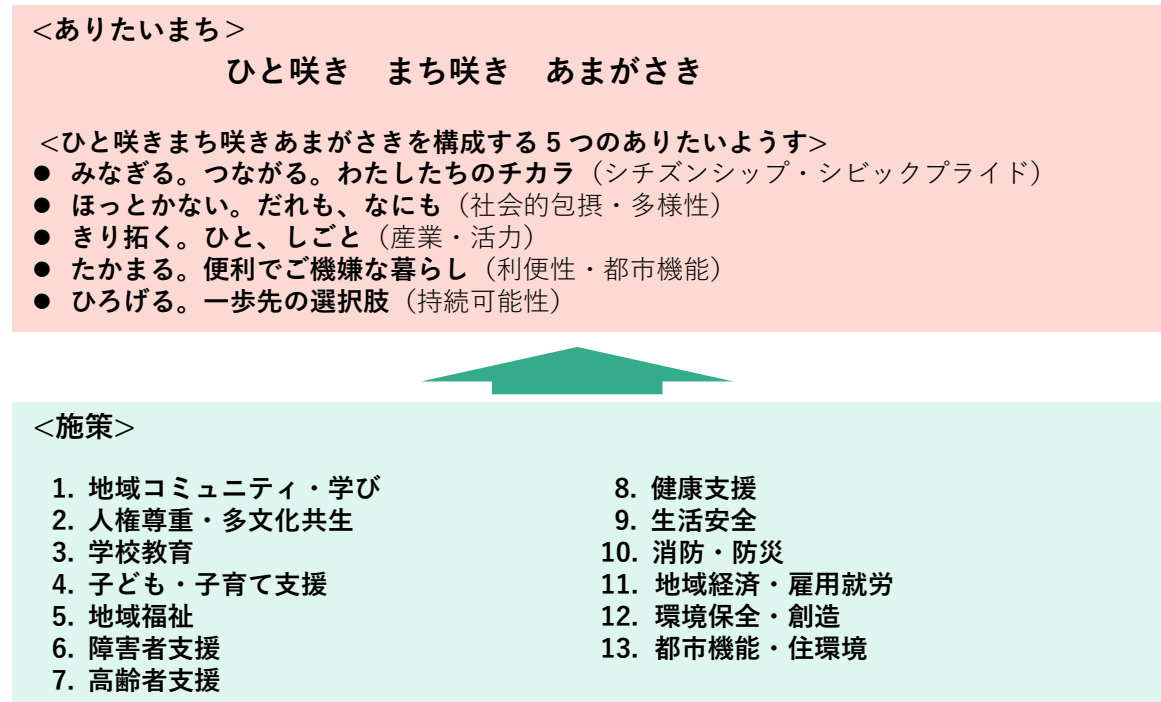 <ありたいまち>
ひと咲き　まち咲き　あまがさき
<ひと咲きまち咲きあまがさきを構成する5つのありたいようす>
● みなぎる。つながる。わたしたちのチカラ（シチズンシップ・シビックプライド）
● ほっとかない。だれも、なにも（社会的包摂・多様性）
● きり拓く。ひと、しごと（産業・活力）
● たかまる。便利でご機嫌な暮らし（利便性・都市機能）
● ひろげる。一歩先の選択肢（持続可能性）
<施策>
1. 地域コミュニティ・学び
2. 人権尊重・多文化共生
3. 学校教育
4. 子ども・子育て支援
5. 地域福祉
6. 障害者支援
7. 高齢者支援
8. 健康支援
9. 生活安全
10. 消防・防災
11. 地域経済・雇用就労
12. 環境保全・創造
13. 都市機能・住環境